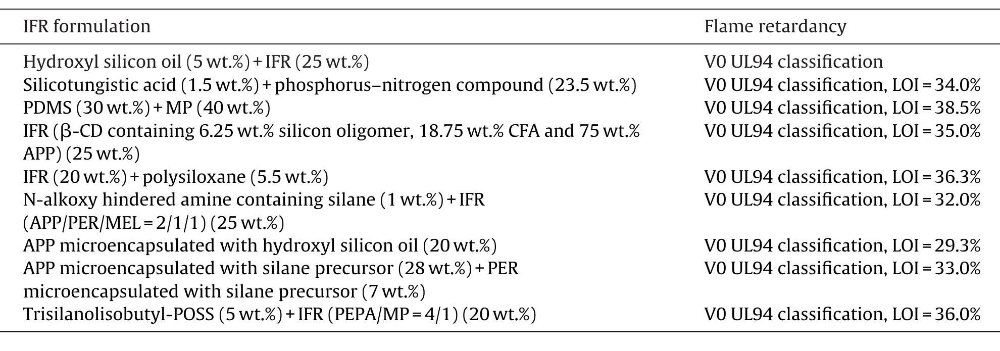 IFR formulation Flame retardancy
Hydroxyl silicon oil (5 wt.%) + IFR (25 wt.%) V0 UL94 classification
Silicotungistic acid (1.5 wt.%) + phosphorus–nitrogen compound (23.5 wt.%) V0 UL94 classification, LOI = 34.0%
PDMS (30 wt.%) + MP (40 wt.%) V0 UL94 classification, LOI = 38.5%
IFR (β-CD containing 6.25 wt.% silicon oligomer, 18.75 wt.% CFA and 75 wt.% V0 UL94 classification, LOI = 35.0%
APP) (25 wt.%)
IFR (20 wt.%) + polysiloxane (5.5 wt.%) V0 UL94 classification, LOI = 36.3%
N-alkoxy hindered amine containing silane (1 wt.%) + IFR V0 UL94 classification, LOI = 32.0%
(APP/PER/MEL = 2/1/1) (25 wt.%)
APP microencapsulated with hydroxyl silicon oil (20 wt.%) V0 UL94 classification, LOI = 29.3%
APP microencapsulated with silane precursor (28 wt.%) + PER V0 UL94 classification, LOI = 33.0%
microencapsulated with silane precursor (7 wt.%)
Trisilanolisobutyl-POSS (5 wt.%) + IFR (PEPA/MP = 4/1) (20 wt.%) V0 UL94 classification, LOI = 36.0%